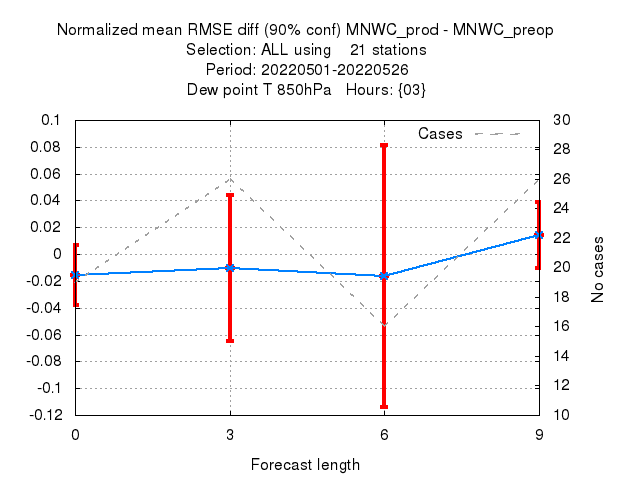 Normalized mean RMSE diff (90% conf) MNWC_prod - MNWC_preop
Selection: ALL using 21 stations
Period: 20220501-20220526
Dew point T 850hPa Hours: {03}
0.1
0.08
0.06
0.04
0.02
0
-0.02
-0.04
-0.06
-0.08
-0.1
-0.12
Cases
30
28
26
24
22
20
18
16
14
12
10
No cases
0 3 6 9
Forecast length